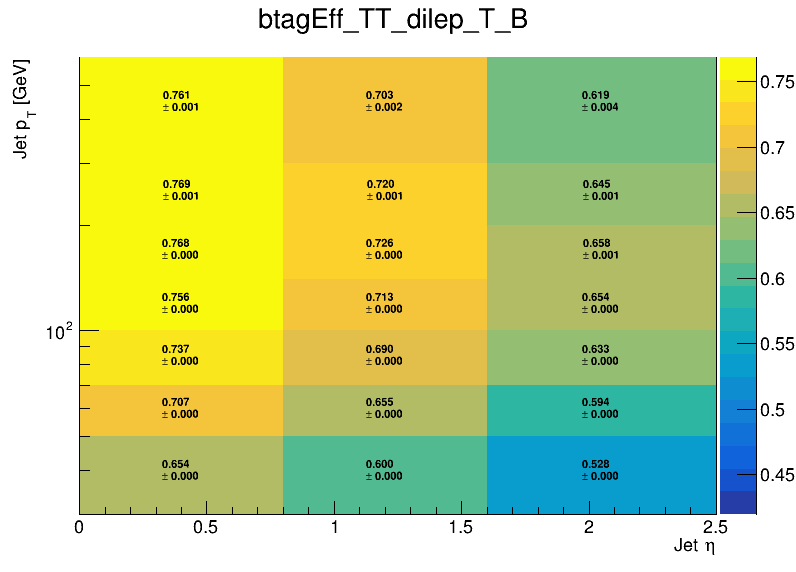 btagEff_TT_dilep_T_B
Jet p_T [GeV]
0.761 0.703 0.619
± 0.001 ± 0.002 ± 0.004
0.769 0.720 0.645
± 0.001 ± 0.001 ± 0.001
0.768 0.726 0.658
± 0.000 ± 0.000 ± 0.001
0.756 0.713 0.654
± 0.000 ± 0.000 ± 0.000
10²
0.737 0.690 0.633
± 0.000 ± 0.000 ± 0.000
0.707 0.655 0.594
± 0.000 ± 0.000 ± 0.000
0.654 0.600 0.528
± 0.000 ± 0.000 ± 0.000
0 0.5 1 1.5 2 2.5
Jet η
0.75
0.7
0.65
0.6
0.55
0.5
0.45